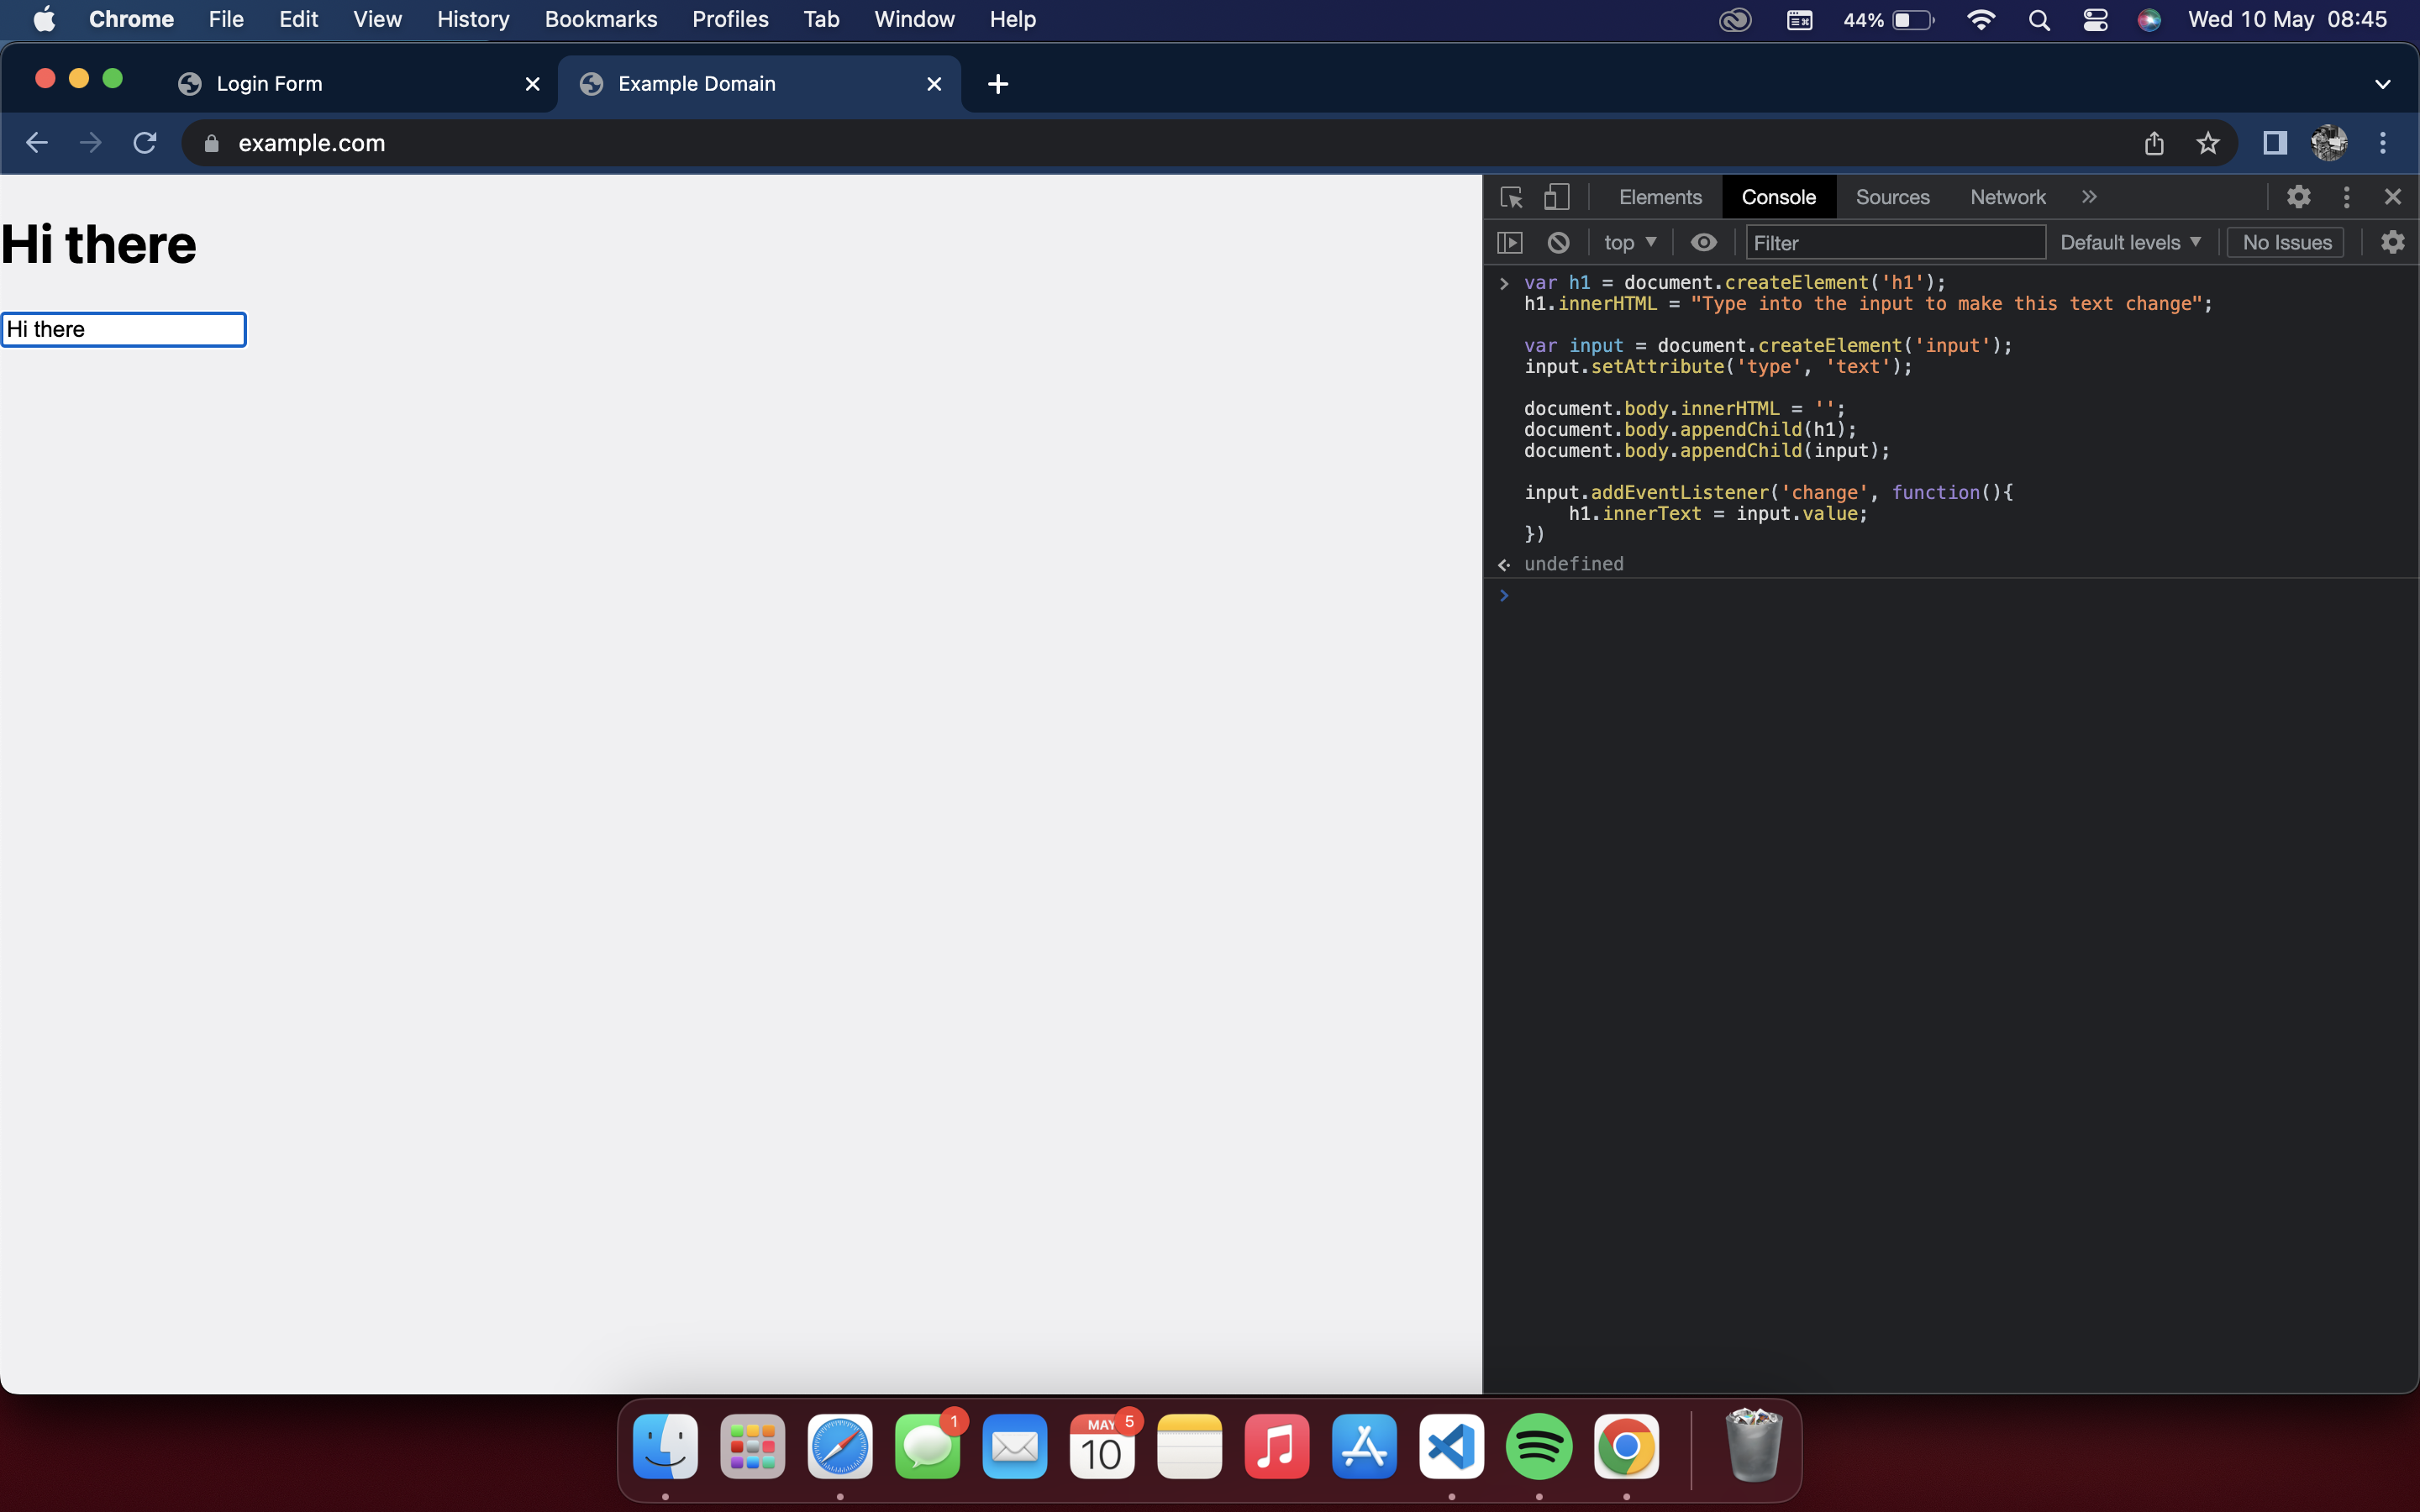 Chrome File Edit View History Bookmarks Profiles Tab Window Help 44% Wed 10 May 08:45
Login Form Example Domain
example.com
Hi there
Hi there
Elements Console Sources Network
top Filter Default levels No Issues
var h1 = document.createElement('h1');
h1.innerHTML = "Type into the input to make this text change";
var input = document.createElement('input');
input.setAttribute('type', 'text');
document.body.innerHTML = '';
document.body.appendChild(h1);
document.body.appendChild(input);
input.addEventListener('change', function(){
    h1.innerText = input.value;
})
undefined
1
MAY 5
10